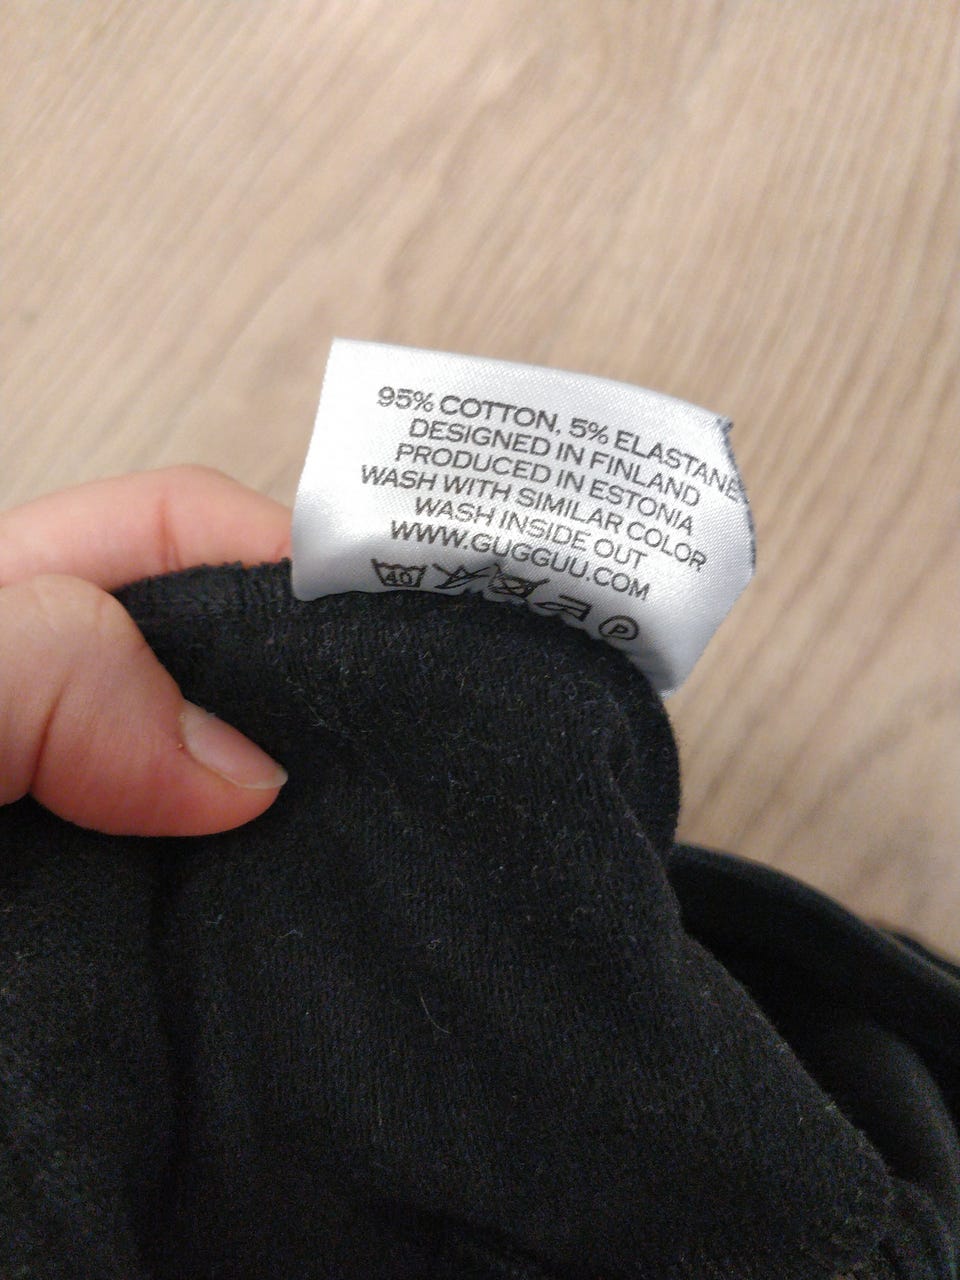 95% COTTON, 5% ELASTANE
DESIGNED IN FINLAND
PRODUCED IN ESTONIA
WASH WITH SIMILAR COLOR
WASH INSIDE OUT
WWW.GUGGUU.COM
40 P